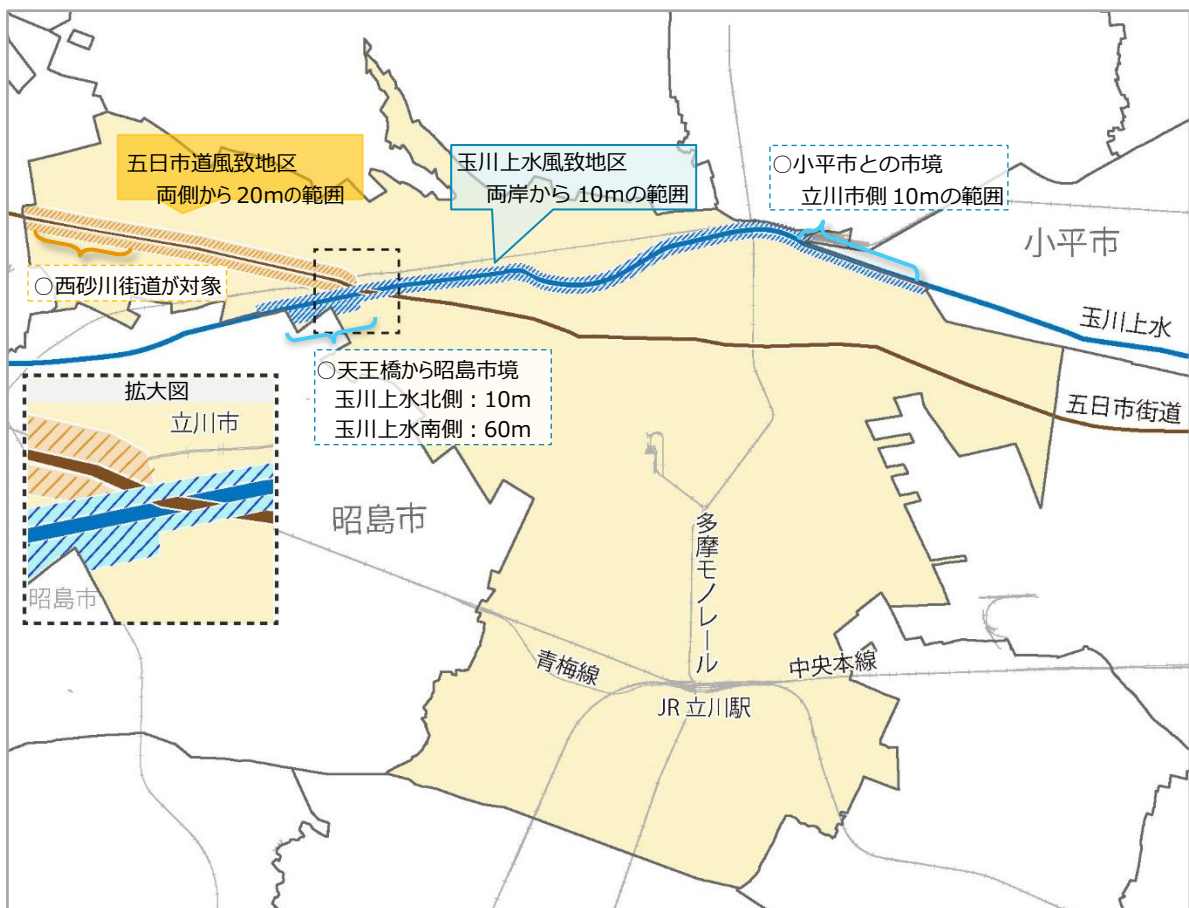 五日市道風致地区
両側から 20mの範囲
玉川上水風致地区
両岸から 10mの範囲
○小平市との市境
立川市側 10mの範囲
小平市
○西砂川街道が対象
玉川上水
○天王橋から昭島市境
玉川上水北側：10m
玉川上水南側：60m
五日市街道
拡大図
立川市
昭島市
昭島市
多摩モノレール
青梅線
中央本線
JR 立川駅